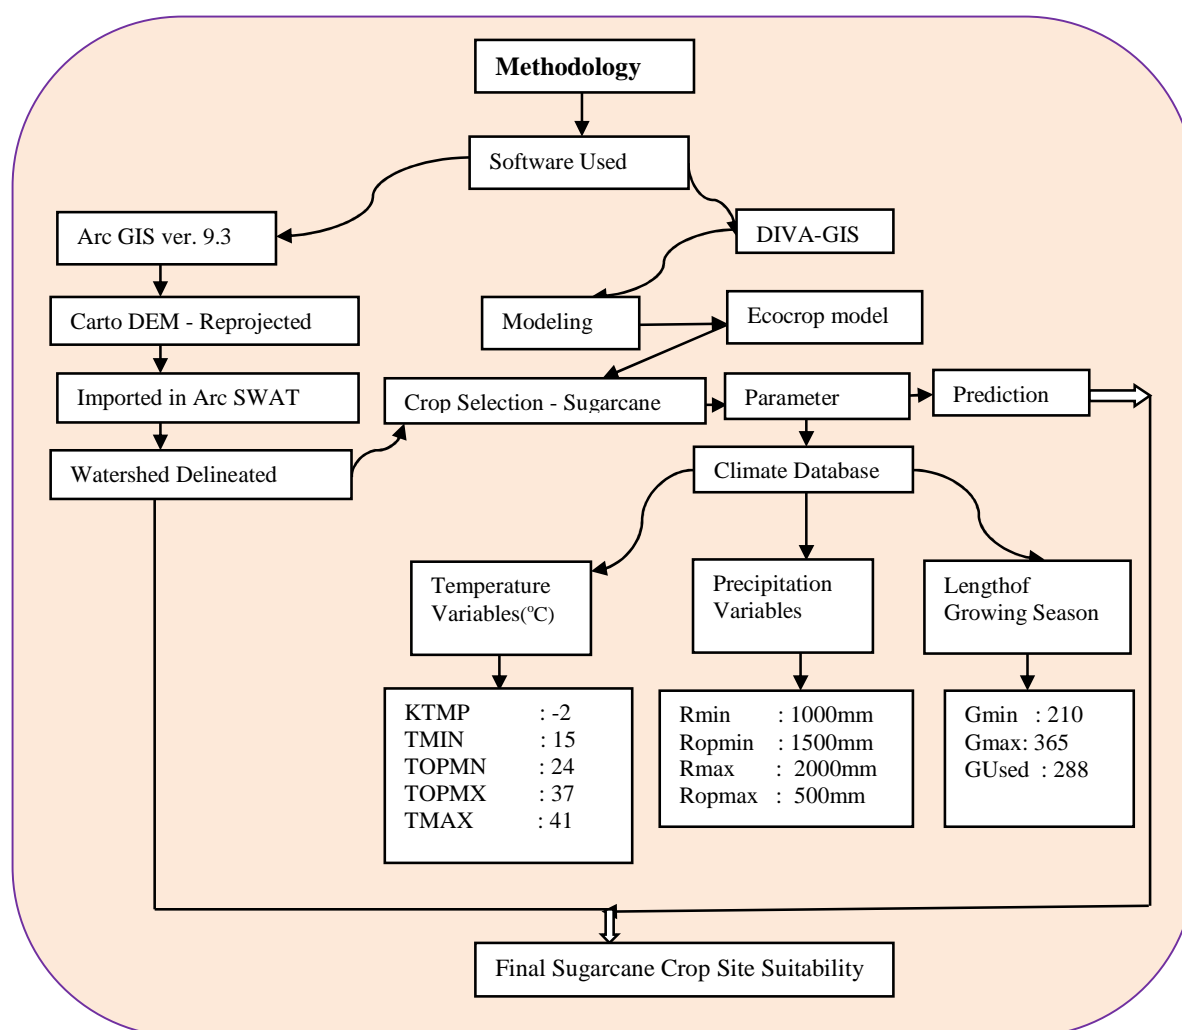 Methodology
Software Used
Arc GIS ver. 9.3
DIVA-GIS
Carto DEM - Reprojected
Modeling
Ecocrop model
Imported in Arc SWAT
Crop Selection - Sugarcane
Parameter
Prediction
Watershed Delineated
Climate Database
Temperature
Variables(°C)
Precipitation
Variables
Lengthof
Growing Season
KTMP : -2
TMIN : 15
TOPMN : 24
TOPMX : 37
TMAX : 41
Rmin : 1000mm
Ropmin : 1500mm
Rmax : 2000mm
Ropmax : 500mm
Gmin : 210
Gmax: 365
GUsed : 288
Final Sugarcane Crop Site Suitability